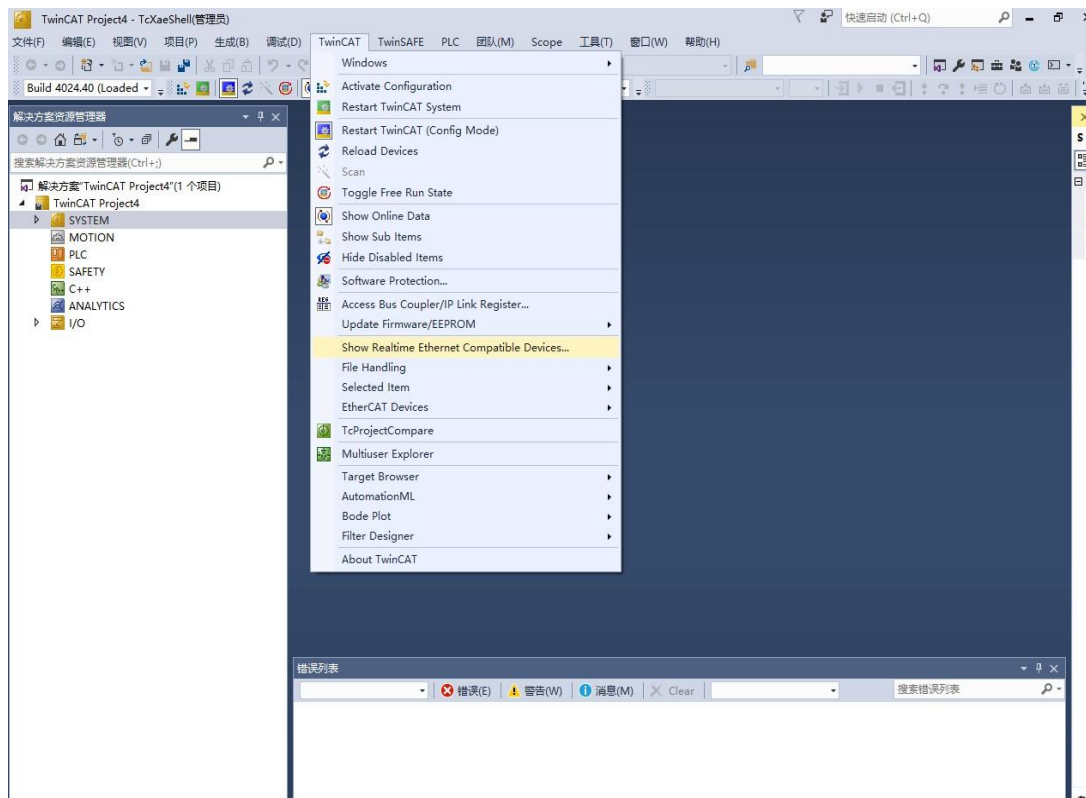 TwinCAT Project4 - TcXaeShell(管理员)
快速启动 (Ctrl+Q)
文件(F) 编辑(E) 视图(V) 项目(P) 生成(B) 调试(D) TwinCAT TwinSAFE PLC 团队(M) Scope 工具(T) 窗口(W) 帮助(H)
Build 4024.40 (Loaded
解决方案资源管理器
搜索解决方案资源管理器(Ctrl+;)
解决方案"TwinCAT Project4"(1 个项目)
TwinCAT Project4
SYSTEM
MOTION
PLC
SAFETY
C++
ANALYTICS
I/O
Windows
Activate Configuration
Restart TwinCAT System
Restart TwinCAT (Config Mode)
Reload Devices
Scan
Toggle Free Run State
Show Online Data
Show Sub Items
Hide Disabled Items
Software Protection...
Access Bus Coupler/IP Link Register...
Update Firmware/EEPROM
Show Realtime Ethernet Compatible Devices...
File Handling
Selected Item
EtherCAT Devices
TcProjectCompare
Multiuser Explorer
Target Browser
AutomationML
Bode Plot
Filter Designer
About TwinCAT
错误列表
错误(E) 警告(W) 消息(M) Clear 搜索错误列表